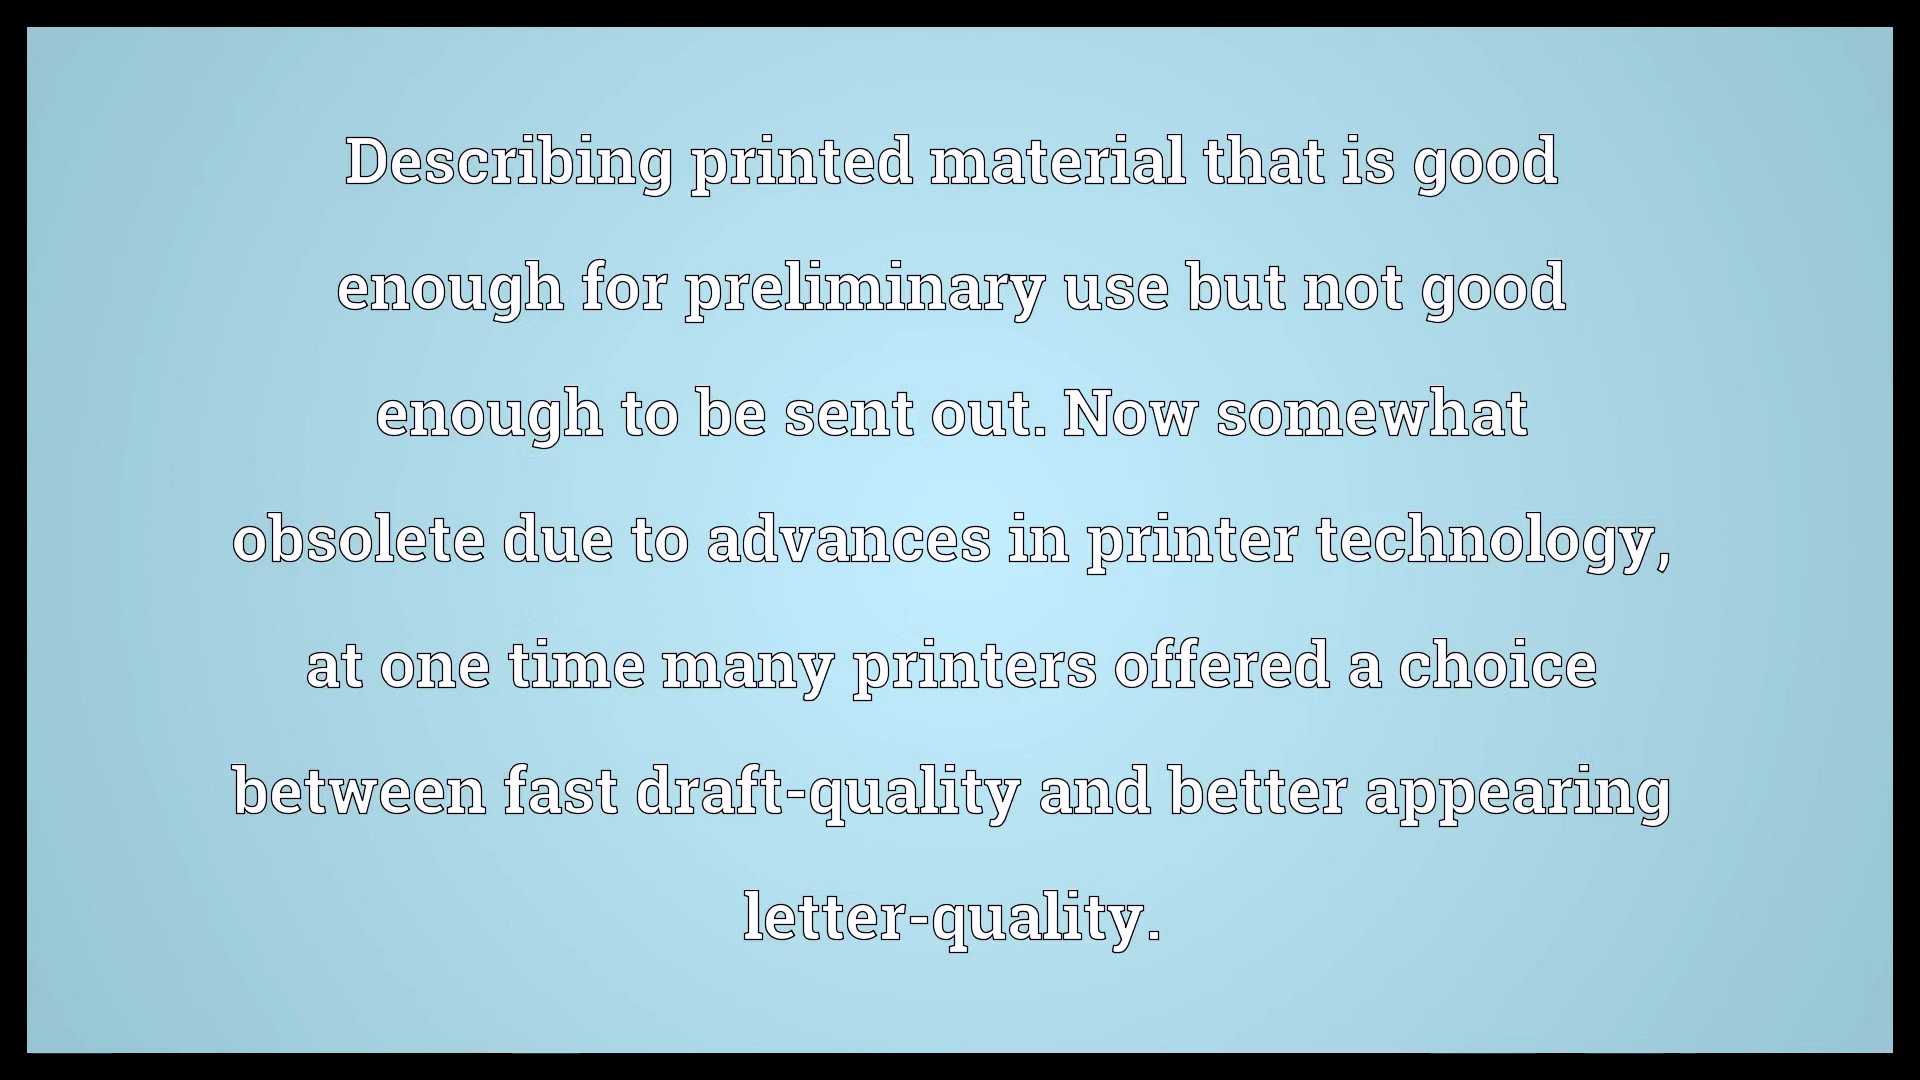 Describing printed material that is good
enough for preliminary use but not good
enough to be sent out. Now somewhat
obsolete due to advances in printer technology,
at one time many printers offered a choice
between fast draft-quality and better appearing
letter-quality.